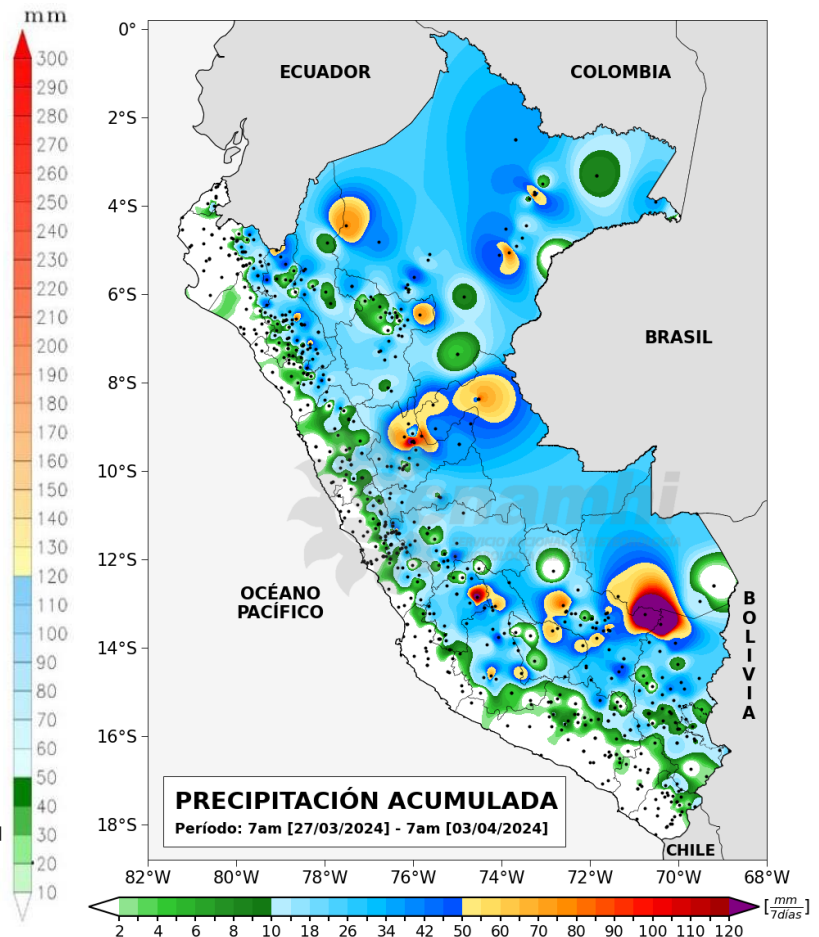 mm
300
290
280
270
260
250
240
230
220
210
200
190
180
170
160
150
140
130
120
110
100
90
80
70
60
50
40
30
20
10
0°
2°S
4°S
6°S
8°S
10°S
12°S
14°S
16°S
18°S
ECUADOR
COLOMBIA
BRASIL
OCÉANO
PACÍFICO
BOLIVIA
CHILE
senamhi
PRECIPITACIÓN ACUMULADA
Período: 7am [27/03/2024] - 7am [03/04/2024]
82°W 80°W 78°W 76°W 74°W 72°W 70°W 68°W
2 4 6 8 10 18 26 34 42 50 60 70 80 90 100 110 120
[mm/7días]